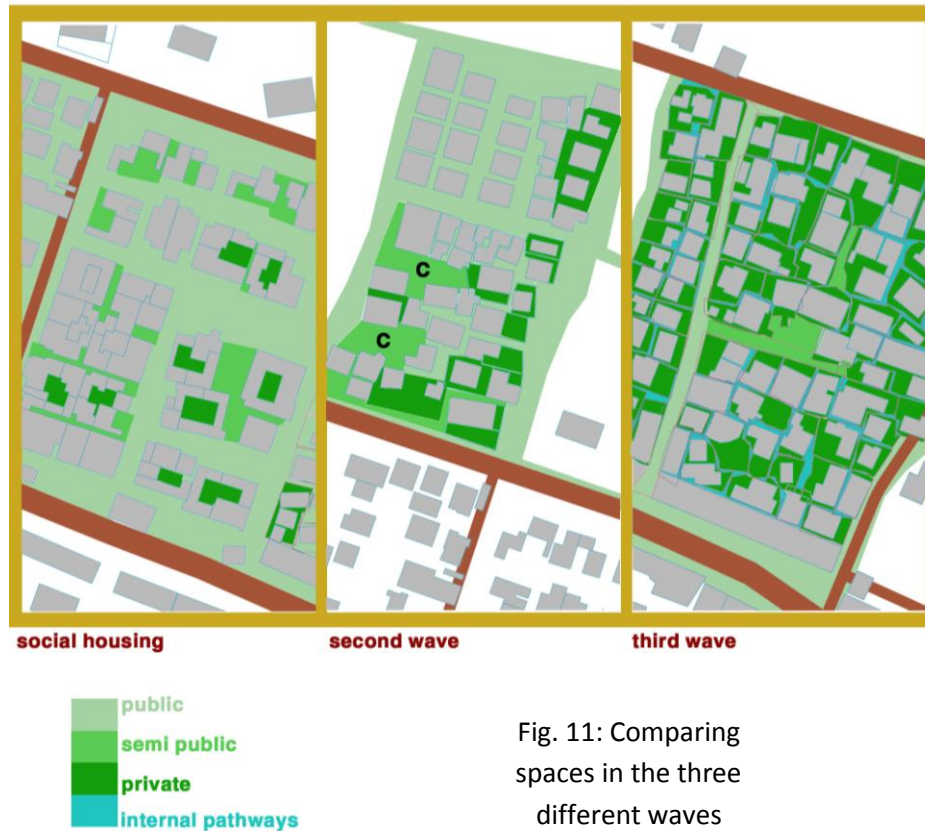 C
C
social housing
second wave
third wave
public
semi public
private
internal pathways
Fig. 11: Comparing
spaces in the three
different waves